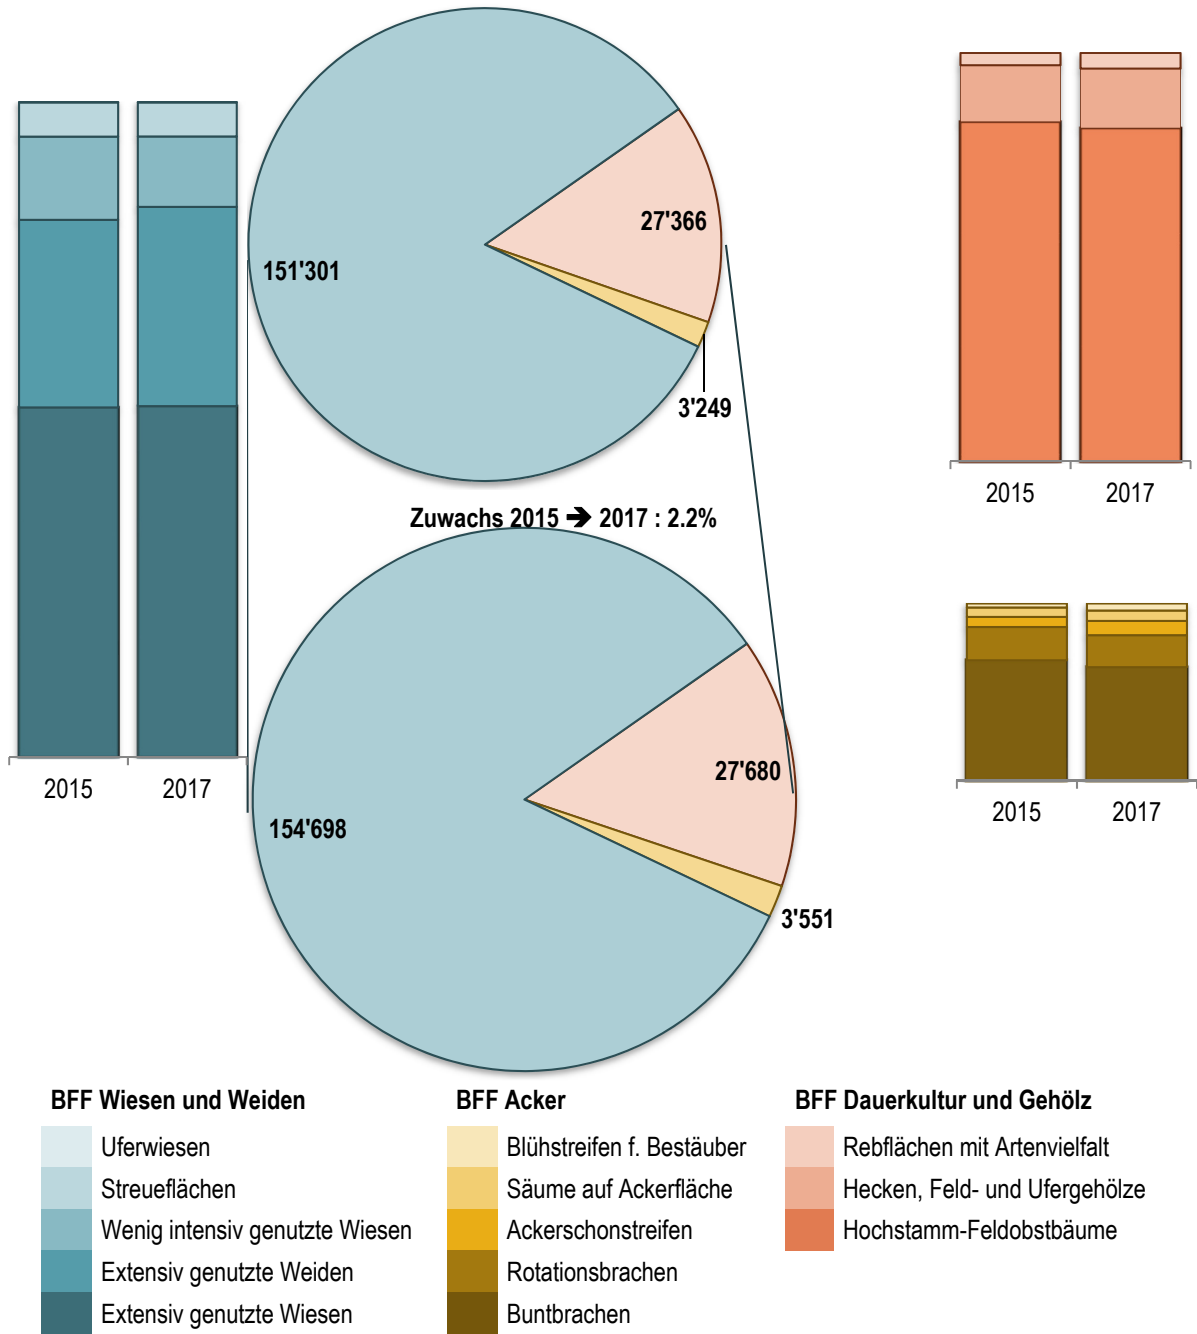 27'366
151'301
3'249
2015
2017
Zuwachs 2015 ➔ 2017 : 2.2%
27'680
2015
2017
154'698
2015
2017
3'551
BFF Wiesen und Weiden
Uferwiesen
Streueflächen
Wenig intensiv genutzte Wiesen
Extensiv genutzte Weiden
Extensiv genutzte Wiesen
BFF Acker
Blühstreifen f. Bestäuber
Säume auf Ackerfläche
Ackerschonstreifen
Rotationsbrachen
Buntbrachen
BFF Dauerkultur und Gehölz
Rebflächen mit Artenvielfalt
Hecken, Feld- und Ufergehölze
Hochstamm-Feldobstbäume